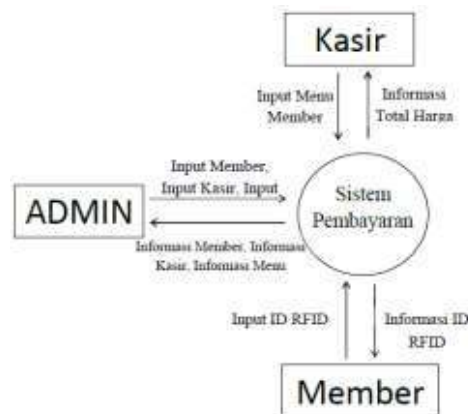 Kasir
Input Menu
Member
Informasi
Total Harga
Input Member,
Input Kasir, Input
ADMIN
Sistem
Pembayaran
Informasi Member, Informasi
Kasir, Informasi Menu
Input ID RFID
Informasi ID
RFID
Member